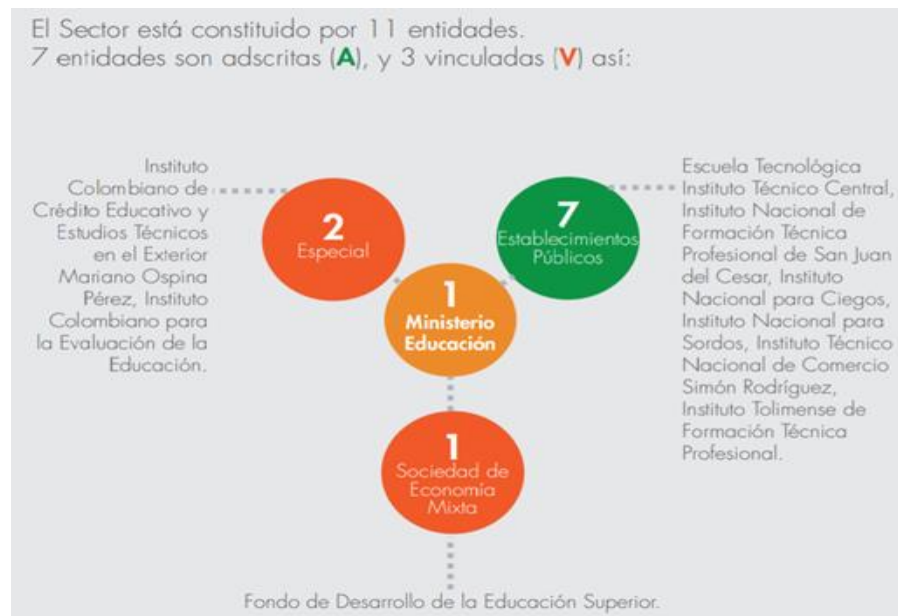 El Sector está constituido por 11 entidades.
7 entidades son adscritas (A), y 3 vinculadas (V) así:
Instituto
Colombiano de
Crédito Educativo y
Estudios Técnicos
en el Exterior
Mariano Ospina
Pérez, Instituto
Colombiano para
la Evaluación de la
Educación.
2
Especial
7
Establecimientos
Públicos
1
Ministerio
Educación
1
Sociedad de
Economía
Mixta
Escuela Tecnológica
Instituto Técnico Central,
Instituto Nacional de
Formación Técnica
Profesional de San Juan
del Cesar, Instituto
Nacional para Ciegos,
Instituto Nacional para
Sordos, Instituto Técnico
Nacional de Comercio
Simón Rodríguez,
Instituto Tolimense de
Formación Técnica
Profesional.
Fondo de Desarrollo de la Educación Superior.